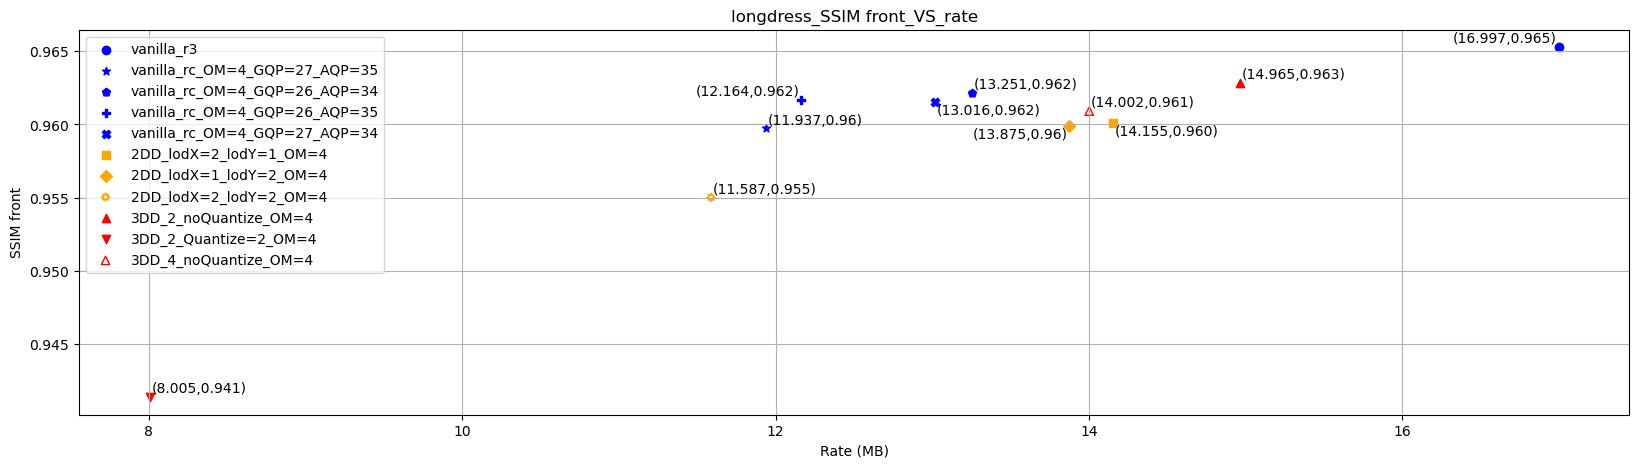 longdress_SSIM front_VS_rate
SSIM front
0.965
0.960
0.955
0.950
0.945
vanilla_r3
vanilla_rc_OM=4_GQP=27_AQP=35
vanilla_rc_OM=4_GQP=26_AQP=34
vanilla_rc_OM=4_GQP=26_AQP=35
vanilla_rc_OM=4_GQP=27_AQP=34
2DD_lodX=2_lodY=1_OM=4
2DD_lodX=1_lodY=2_OM=4
2DD_lodX=2_lodY=2_OM=4
3DD_2_noQuantize_OM=4
3DD_2_Quantize=2_OM=4
3DD_4_noQuantize_OM=4
(16.997,0.965)
(14.965,0.963)
(13.251,0.962)
(12.164,0.962)
(14.002,0.961)
(13.016,0.962)
(11.937,0.96)
(13.875,0.96)
(14.155,0.960)
(11.587,0.955)
(8.005,0.941)
8
10
12
14
16
Rate (MB)